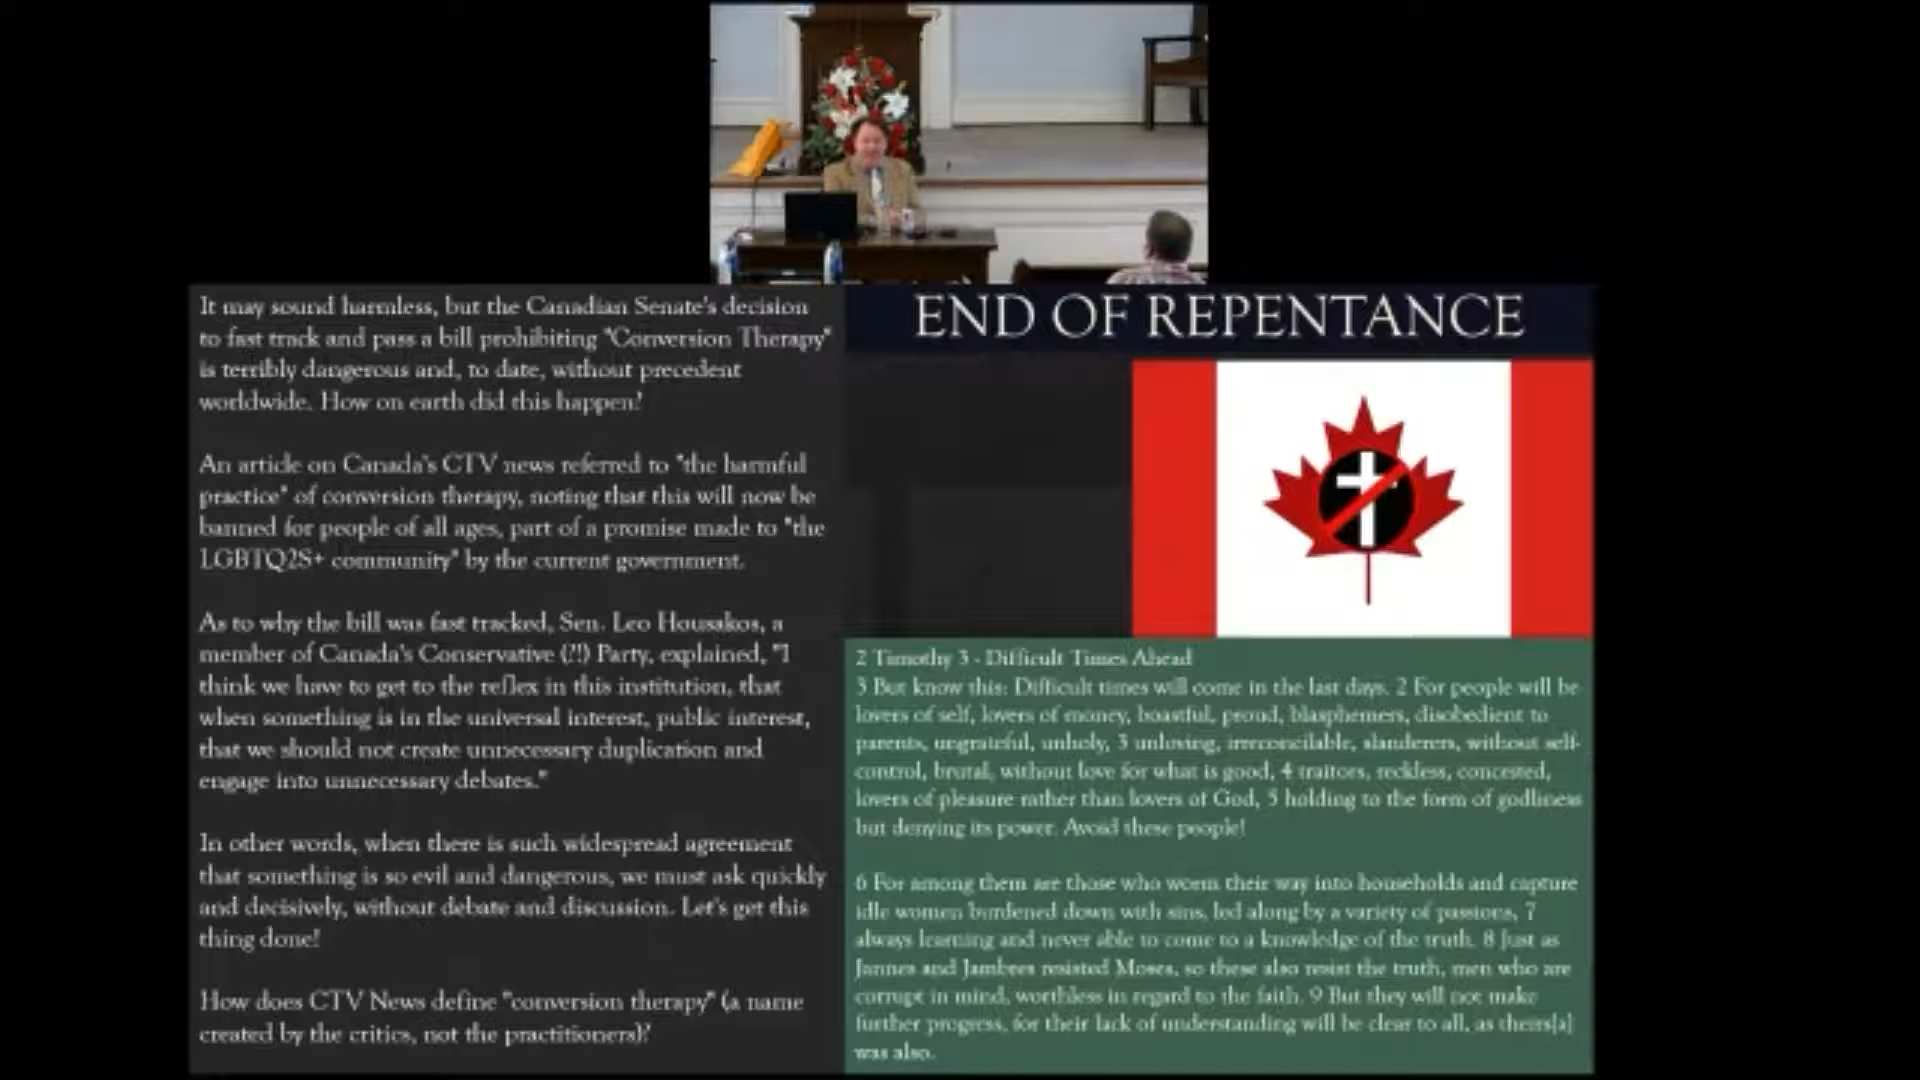 It may sound harmless, but the Canadian Senate's decision
to fast track and pass a bill prohibiting "Conversion Therapy"
is terribly dangerous and, to date, without precedent
worldwide. How on earth did this happen?
An article on Canada's CTV news referred to "the harmful
practice" of conversion therapy, noting that this will now be
banned for people of all ages, part of a promise made to "the
LGBTQ2S+ community" by the current government.
As to why the bill was fast tracked, Sen. Leo Housakos, a
member of Canada's Conservative (?!) Party, explained, "I
think we have to get to the reflex in this institution, that
when something is in the universal interest, public interest,
that we should not create unnecessary duplication and
engage into unnecessary debates."
In other words, when there is such widespread agreement
that something is so evil and dangerous, we must ask quickly
and decisively, without debate and discussion. Let's get this
thing done!
How does CTV News define "conversion therapy" (a name
created by the critics, not the practitioners)?
END OF REPENTANCE
2 Timothy 3 - Difficult Times Ahead
3 But know this: Difficult times will come in the last days. 2 For people will be
lovers of self, lovers of money, boastful, proud, blasphemers, disobedient to
parents, ungrateful, unholy, 3 unloving, irreconcilable, slanderers, without self-
control, brutal, without love for what is good, 4 traitors, reckless, conceited,
lovers of pleasure rather than lovers of God, 5 holding to the form of godliness
but denying its power. Avoid these people!
6 For among them are those who worm their way into households and capture
idle women burdened down with sins, led along by a variety of passions, 7
always learning and never able to come to a knowledge of the truth. 8 Just as
Jannes and Jambres resisted Moses, so these also resist the truth, men who are
corrupt in mind, worthless in regard to the faith. 9 But they will not make
further progress, for their lack of understanding will be clear to all, as theirs[a]
was also.